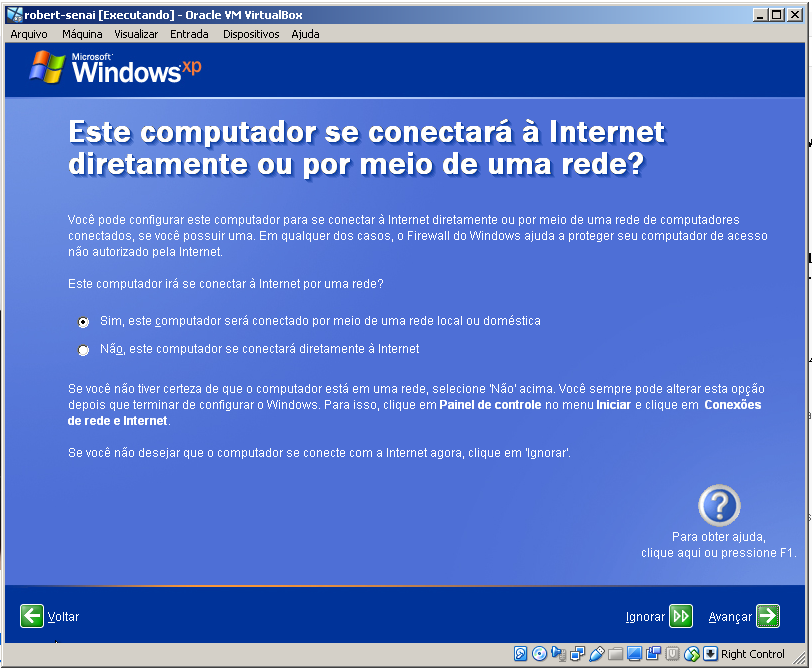 robert-senai [Executando] - Oracle VM VirtualBox
Arquivo Máquina Visualizar Entrada Dispositivos Ajuda
Microsoft
Windows xp
Este computador se conectará à Internet
diretamente ou por meio de uma rede?
Você pode configurar este computador para se conectar à Internet diretamente ou por meio de uma rede de computadores
conectados, se você possuir uma. Em qualquer dos casos, o Firewall do Windows ajuda a proteger seu computador de acesso
não autorizado pela Internet.
Este computador irá se conectar à Internet por uma rede?
Sim, este computador será conectado por meio de uma rede local ou doméstica
Não, este computador se conectará diretamente à Internet
Se você não tiver certeza de que o computador está em uma rede, selecione 'Não' acima. Você sempre pode alterar esta opção
depois que terminar de configurar o Windows. Para isso, clique em Painel de controle no menu Iniciar e clique em Conexões
de rede e Internet.
Se você não desejar que o computador se conecte com a Internet agora, clique em 'Ignorar'.
Para obter ajuda,
clique aqui ou pressione F1.
Voltar Ignorar Avançar
Right Control